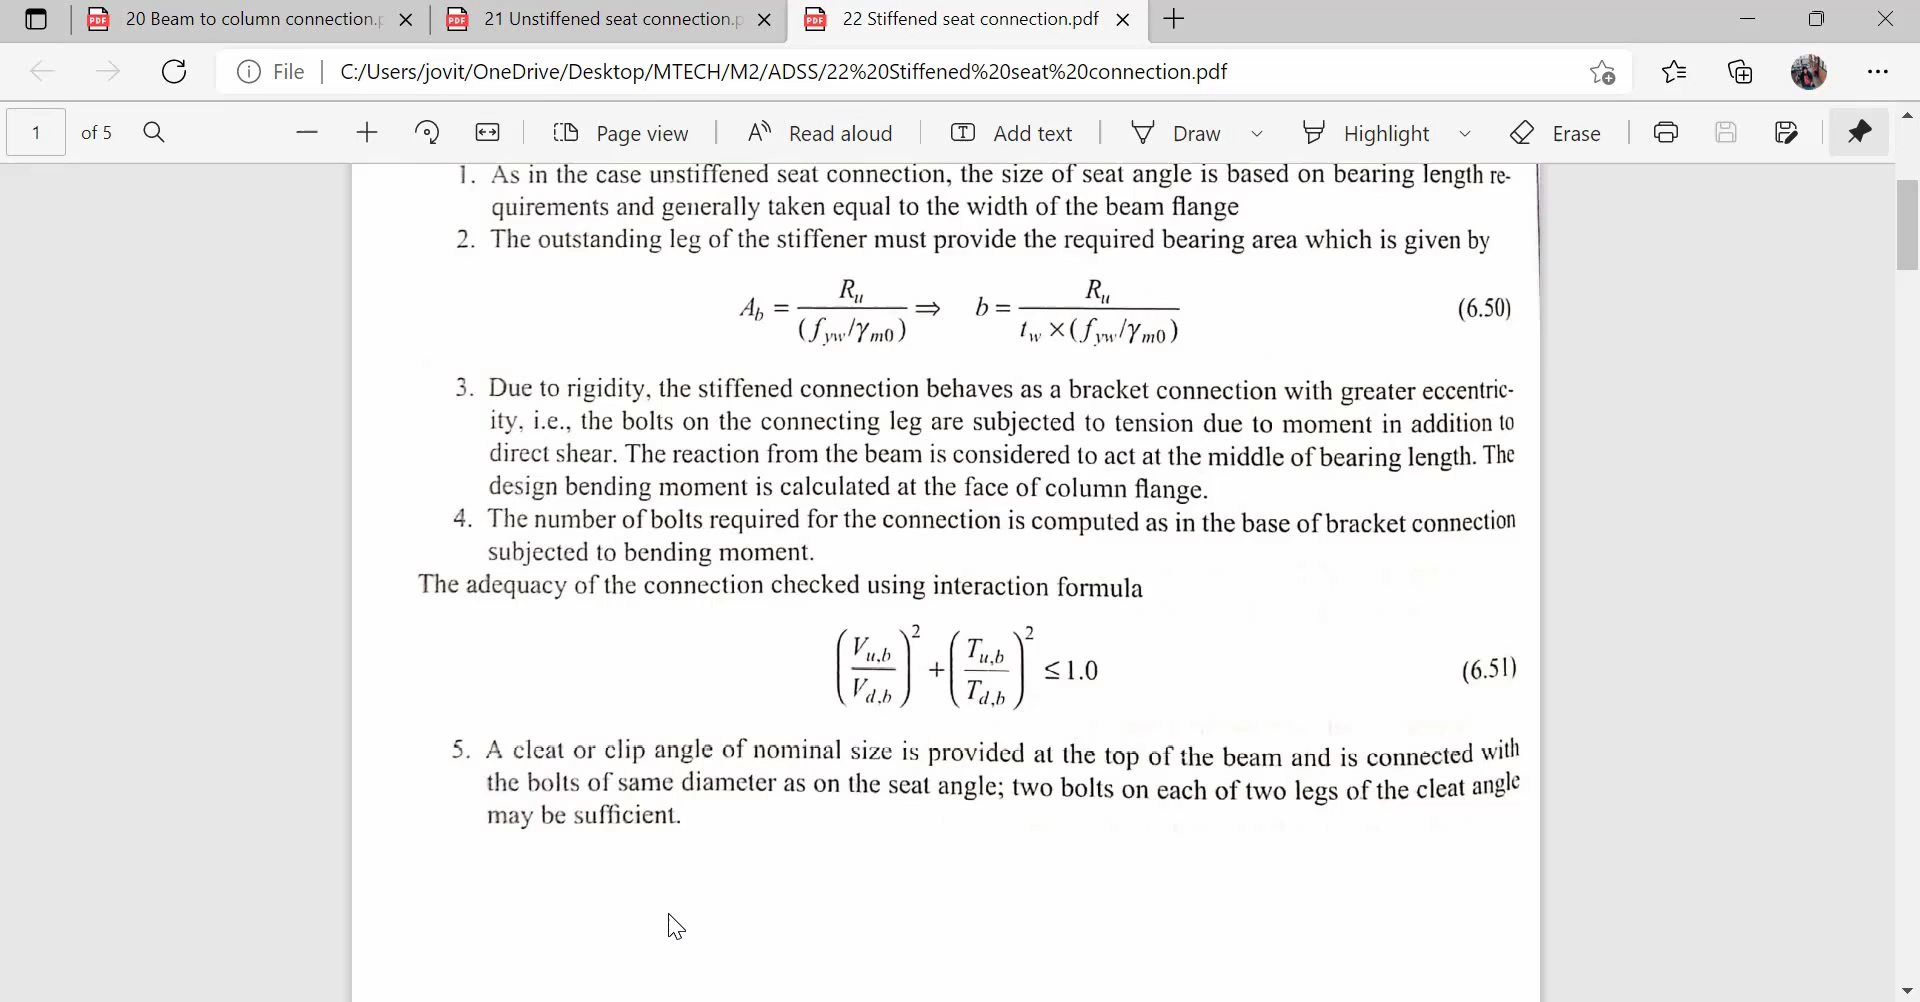 20 Beam to column connection.p
21 Unstiffened seat connection.p
22 Stiffened seat connection.pdf
File
C:/Users/jovit/OneDrive/Desktop/MTECH/M2/ADSS/22%20Stiffened%20seat%20connection.pdf
1 of 5
Page view
Read aloud
Add text
Draw
Highlight
Erase
1. As in the case unstiffened seat connection, the size of seat angle is based on bearing length re-
quirements and generally taken equal to the width of the beam flange
2. The outstanding leg of the stiffener must provide the required bearing area which is given by
A_b = R_u / (f_yw/γ_m0) ⇒ b = R_u / (t_w × (f_yw/γ_m0)) (6.50)
3. Due to rigidity, the stiffened connection behaves as a bracket connection with greater eccentric-
ity, i.e., the bolts on the connecting leg are subjected to tension due to moment in addition to
direct shear. The reaction from the beam is considered to act at the middle of bearing length. The
design bending moment is calculated at the face of column flange.
4. The number of bolts required for the connection is computed as in the base of bracket connection
subjected to bending moment.
The adequacy of the connection checked using interaction formula
(V_u,b / V_d,b)² + (T_u,b / T_d,b)² ≤ 1.0 (6.51)
5. A cleat or clip angle of nominal size is provided at the top of the beam and is connected with
the bolts of same diameter as on the seat angle; two bolts on each of two legs of the cleat angle
may be sufficient.